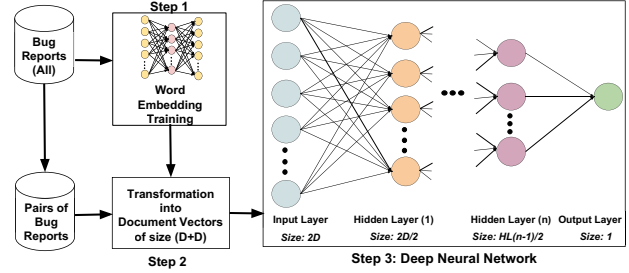 Step 1
Bug
Reports
(All)
Word
Embedding
Training
Pairs of
Bug
Reports
Transformation
into
Document Vectors
of size (D+D)
Step 2
Input Layer
Size: 2D
Hidden Layer (1)
Size: 2D/2
Hidden Layer (n)
Size: HL(n-1)/2
Output Layer
Size: 1
Step 3: Deep Neural Network